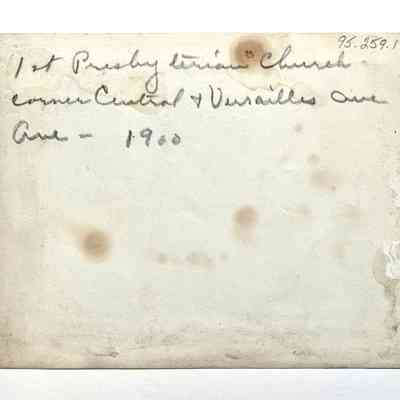 95.259.1
1st Presbyterian Church
corner Central & Versailles Ave
Ave - 1900